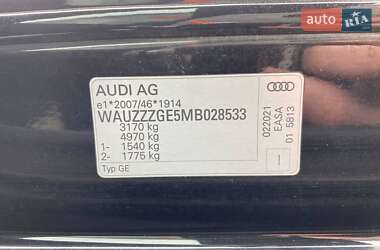 auto RIA
AUDI AG
e1*2007/46*1914
WAUZZZGE5MB028533
3170 kg
4970 kg
1- 1540 kg
2- 1775 kg
Typ GE
022021
EASA
01 5813